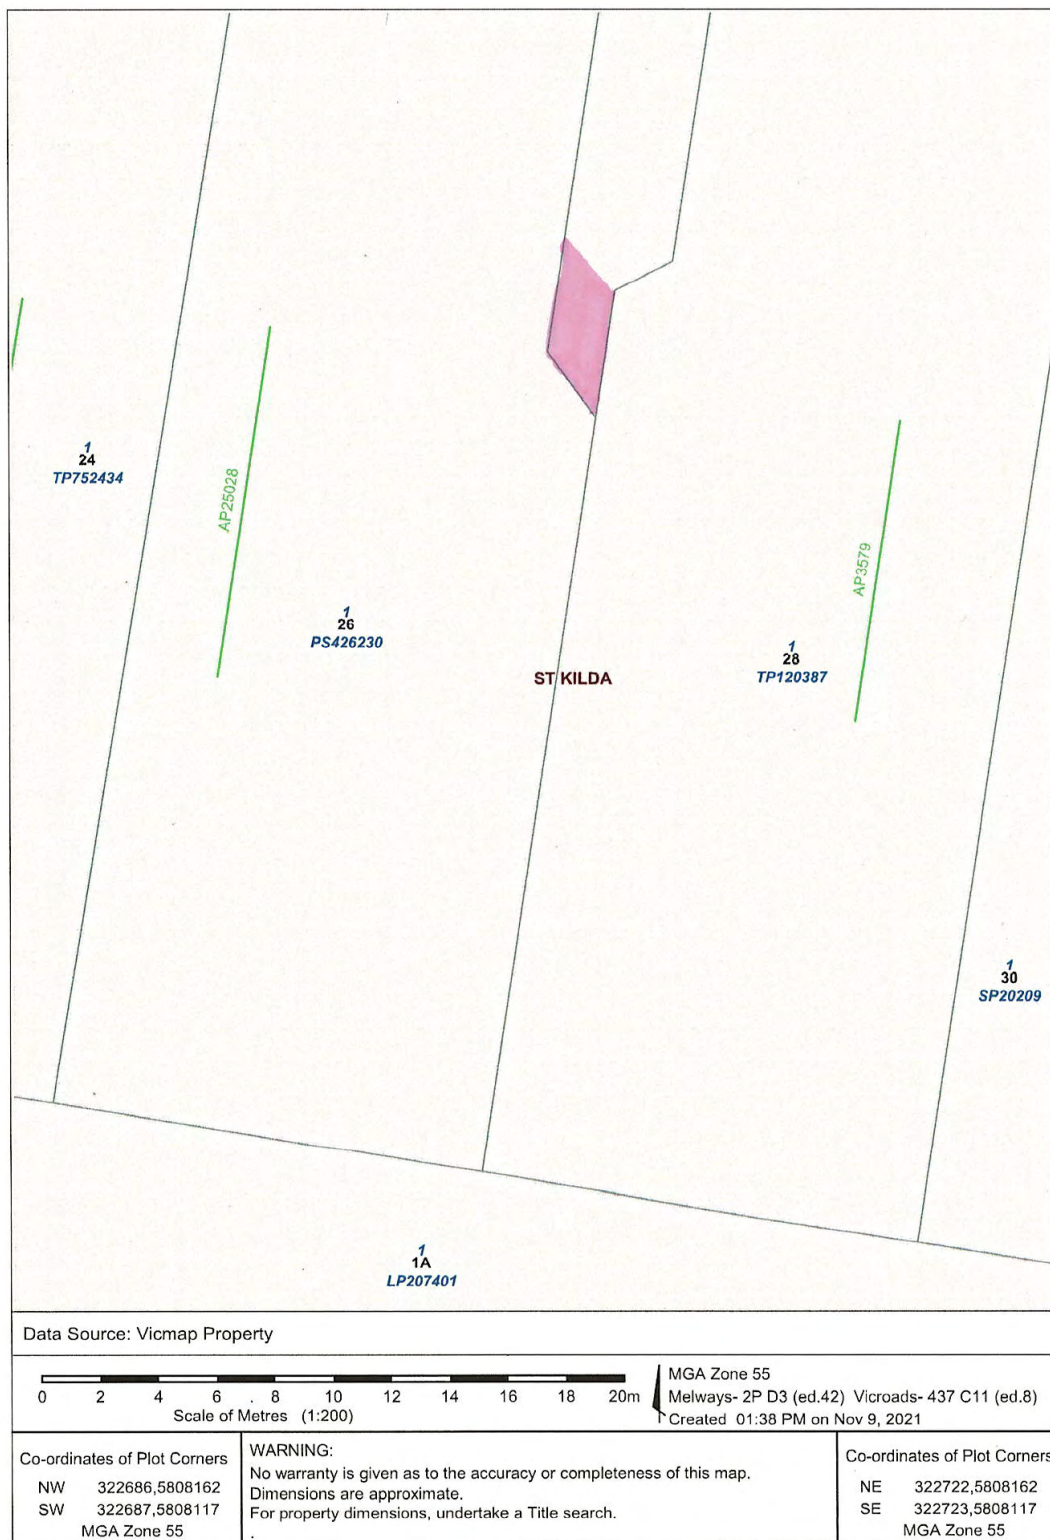 1
24
TP752434
AP25028
1
26
PS426230
ST KILDA
AP3579
1
28
TP120387
1
30
SP20209
1
1A
LP207401
Data Source: Vicmap Property
0 2 4 6 8 10 12 14 16 18 20m
Scale of Metres (1:200)
MGA Zone 55
Melways- 2P D3 (ed.42) Vicroads- 437 C11 (ed.8)
Created 01:38 PM on Nov 9, 2021
Co-ordinates of Plot Corners
NW 322686,5808162
SW 322687,5808117
MGA Zone 55
WARNING:
No warranty is given as to the accuracy or completeness of this map.
Dimensions are approximate.
For property dimensions, undertake a Title search.
Co-ordinates of Plot Corners
NE 322722,5808162
SE 322723,5808117
MGA Zone 55